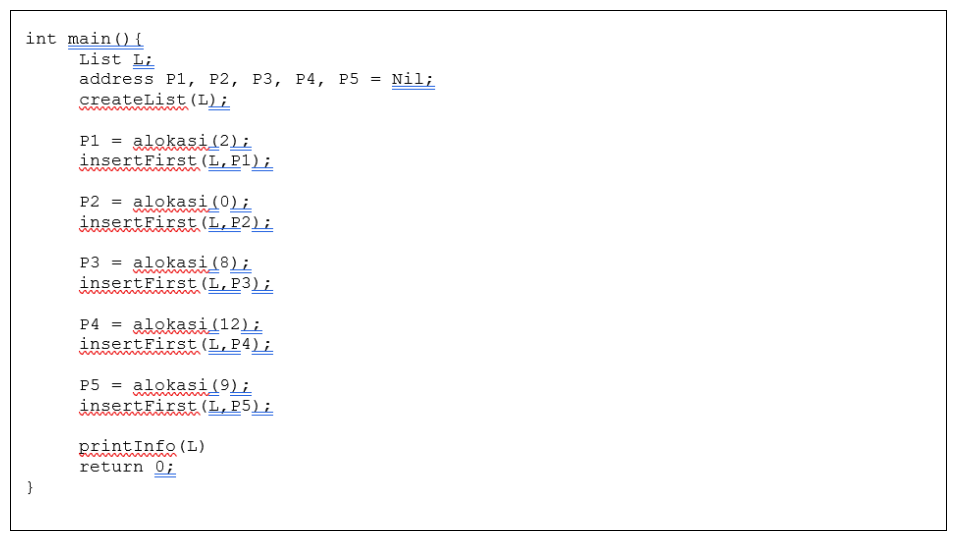 int main(){
List L;
address P1, P2, P3, P4, P5 = Nil;
createList(L);
P1 = alokasi(2);
insertFirst(L,P1);
P2 = alokasi(0);
insertFirst(L,P2);
P3 = alokasi(8);
insertFirst(L,P3);
P4 = alokasi(12);
insertFirst(L,P4);
P5 = alokasi(9);
insertFirst(L,P5);
printInfo(L)
return 0;
}